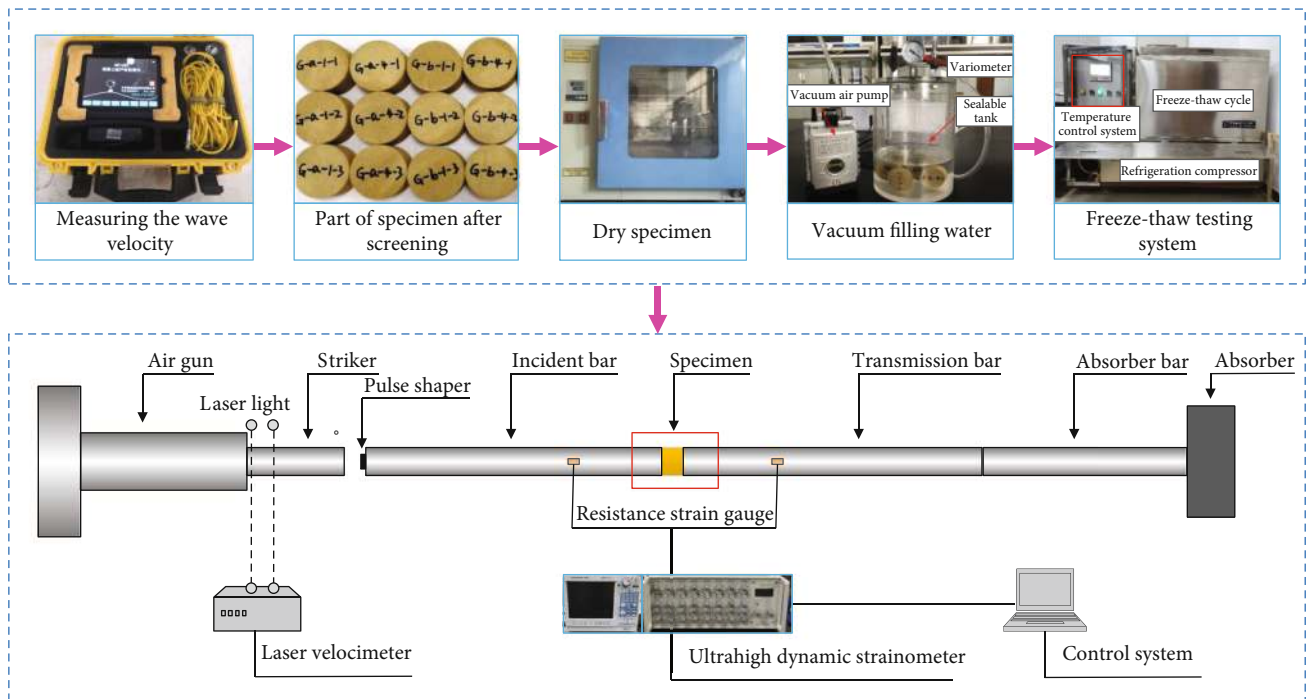 G-a-1-1
G-a-4-1
G-b-1-1
G-b-4-1
G-a-1-2
G-a-4-2
G-b-1-2
G-b-4-2
G-a-1-3
G-a-4-3
G-b-1-3
G-b-4-3
Vacuum air pump
Variometer
Sealable
tank
Temperature
control system
Freeze-thaw cycle
Refrigeration compressor
Measuring the wave
velocity
Part of specimen after
screening
Dry specimen
Vacuum filling water
Freeze-thaw testing
system
Air gun
Striker
Incident bar
Specimen
Transmission bar
Absorber bar
Absorber
Pulse shaper
Laser light
Resistance strain gauge
Laser velocimeter
Ultrahigh dynamic strainometer
Control system